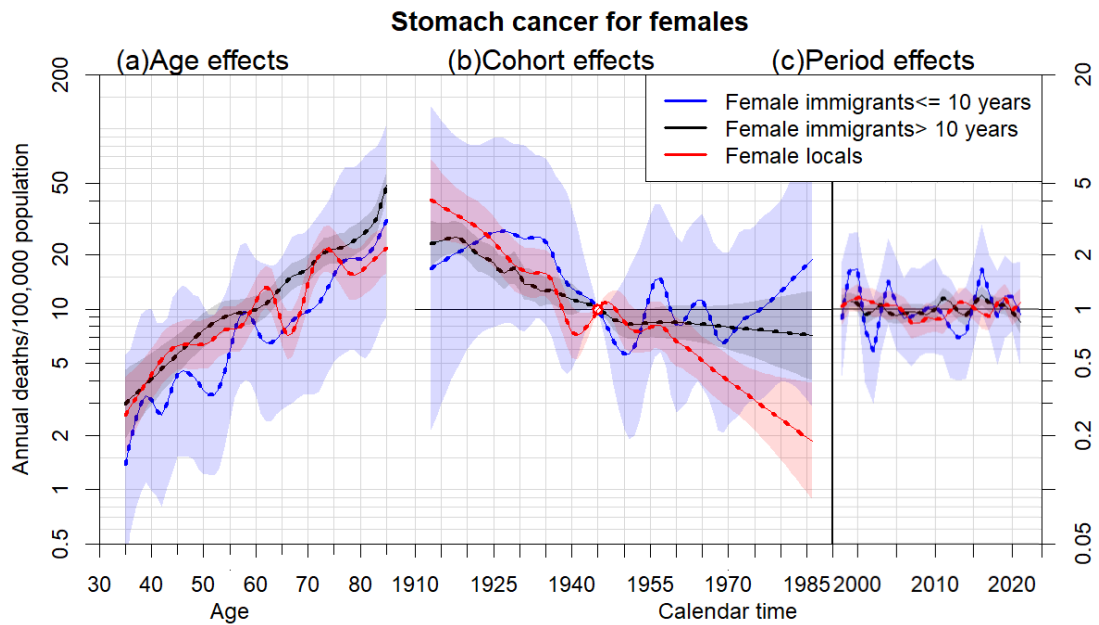 Stomach cancer for females
(a)Age effects
(b)Cohort effects
(c)Period effects
Female immigrants<= 10 years
Female immigrants> 10 years
Female locals
Annual deaths/100,000 population
200
50
20
10
5
2
1
0.5
20
5
2
1
0.5
0.2
0.05
30 40 50 60 70 80 1910 1925 1940 1955 1970 1985 2000 2010 2020
Age
Calendar time